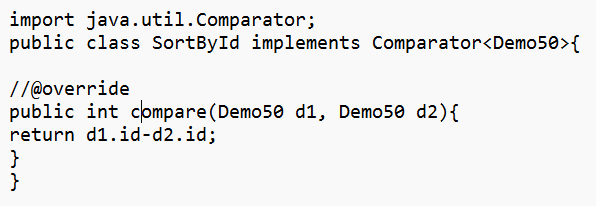 import java.util.Comparator;
public class SortById implements Comparator<Demo50>{
//@override
public int compare(Demo50 d1, Demo50 d2){
return d1.id-d2.id;
}
}